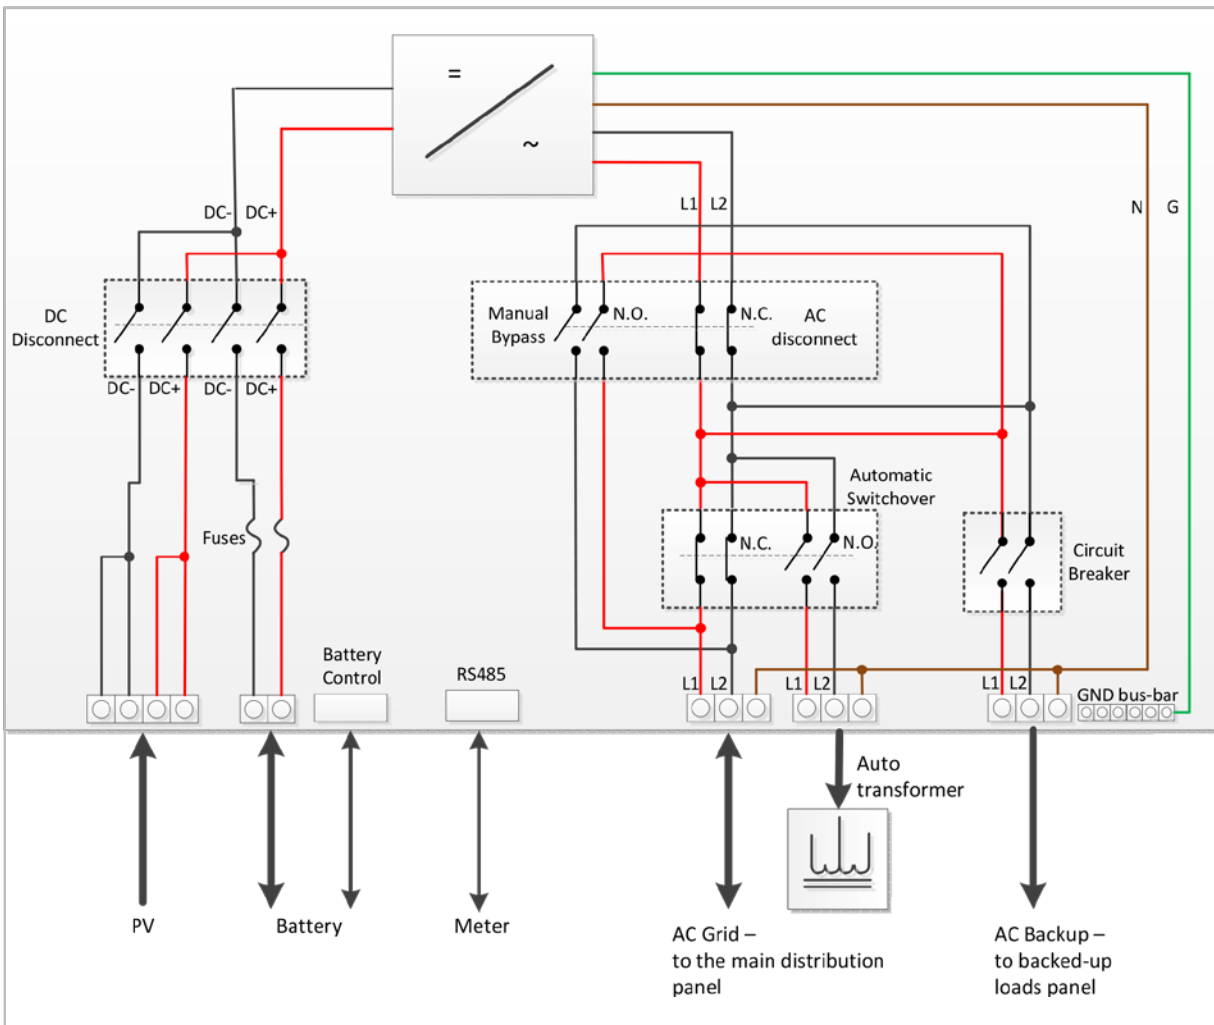 =
~
L1 L2
DC- DC+
N G
DC
Disconnect
Manual
Bypass
N.O.
N.C.
AC
disconnect
DC- DC+ DC- DC+
Automatic
Switchover
Fuses
N.C.
N.O.
Circuit
Breaker
Battery
Control
RS485
L1 L2
L1 L2
L1 L2
GND bus-bar
Auto
transformer
PV
Battery
Meter
AC Grid –
to the main distribution
panel
AC Backup –
to backed-up
loads panel